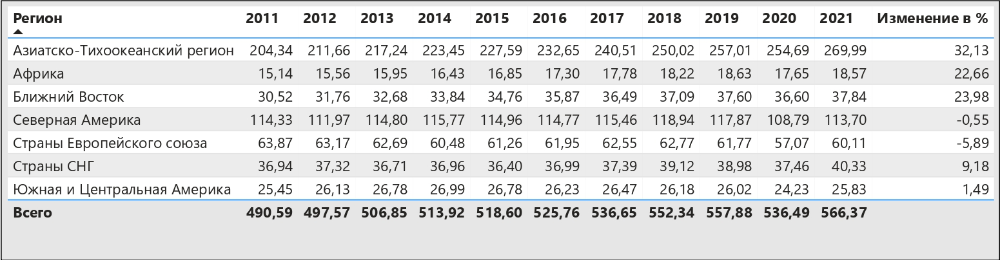 Регион 2011 2012 2013 2014 2015 2016 2017 2018 2019 2020 2021 Изменение в %
Азиатско-Тихоокеанский регион 204,34 211,66 217,24 223,45 227,59 232,65 240,51 250,02 257,01 254,69 269,99 32,13
Африка 15,14 15,56 15,95 16,43 16,85 17,30 17,78 18,22 18,63 17,65 18,57 22,66
Ближний Восток 30,52 31,76 32,68 33,84 34,76 35,87 36,49 37,09 37,60 36,60 37,84 23,98
Северная Америка 114,33 111,97 114,80 115,77 114,96 114,77 115,46 118,94 117,87 108,79 113,70 -0,55
Страны Европейского союза 63,87 63,17 62,69 60,48 61,26 61,95 62,55 62,77 61,77 57,07 60,11 -5,89
Страны СНГ 36,94 37,32 36,71 36,96 36,40 36,99 37,39 39,12 38,98 37,46 40,33 9,18
Южная и Центральная Америка 25,45 26,13 26,78 26,99 26,78 26,23 26,47 26,18 26,02 24,23 25,83 1,49
Всего 490,59 497,57 506,85 513,92 518,60 525,76 536,65 552,34 557,88 536,49 566,37